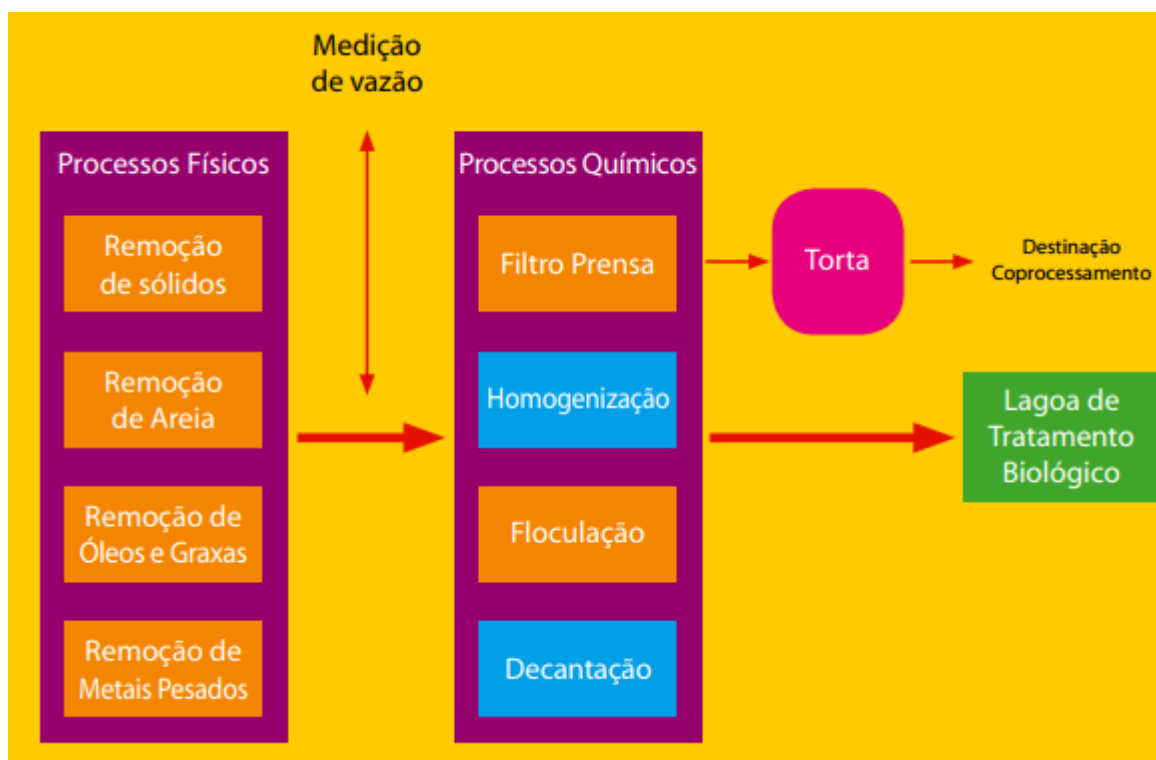 Medição
de vazão
Processos Físicos
Remoção
de sólidos
Remoção
de Areia
Remoção de
Óleos e Graxas
Remoção de
Metais Pesados
Processos Químicos
Filtro Prensa
Homogenização
Floculação
Decantação
Torta
Destinação
Coprocessamento
Lagoa de
Tratamento
Biológico